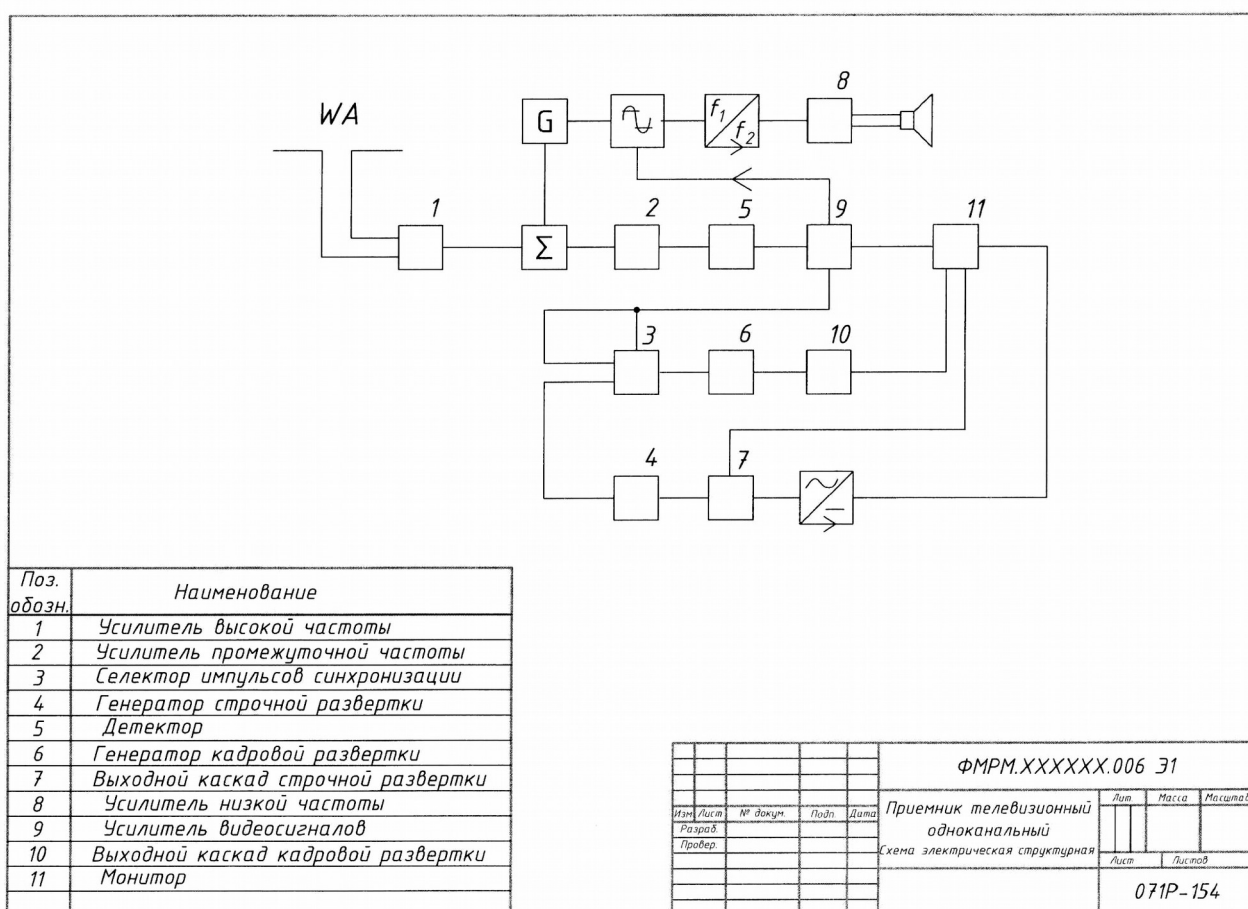 8
WA
G
f1
f2
1
Σ
2
5
9
11
3
6
10
4
7
Поз. обозн.
Наименование
1 Усилитель высокой частоты
2 Усилитель промежуточной частоты
3 Селектор импульсов синхронизации
4 Генератор строчной развертки
5 Детектор
6 Генератор кадровой развертки
7 Выходной каскад строчной развертки
8 Усилитель низкой частоты
9 Усилитель видеосигналов
10 Выходной каскад кадровой развертки
11 Монитор
ФМРМ.XXXXXX.006 Э1
Изм Лист № докум. Подп. Дата
Разраб.
Провер.
Приемник телевизионный
одноканальный
Схема электрическая структурная
Лит. Масса Масштаб
Лист Листов
071Р-154